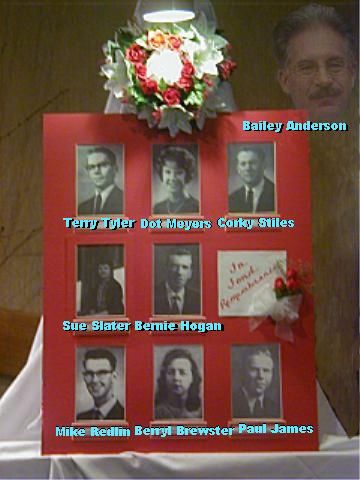 Bailey Anderson
Terry Tyler Dot Meyers Corky Stiles
In
Fond
Remembrance
Sue Slater Bernie Hogan
Mike Redlin Berryl Brewster Paul James